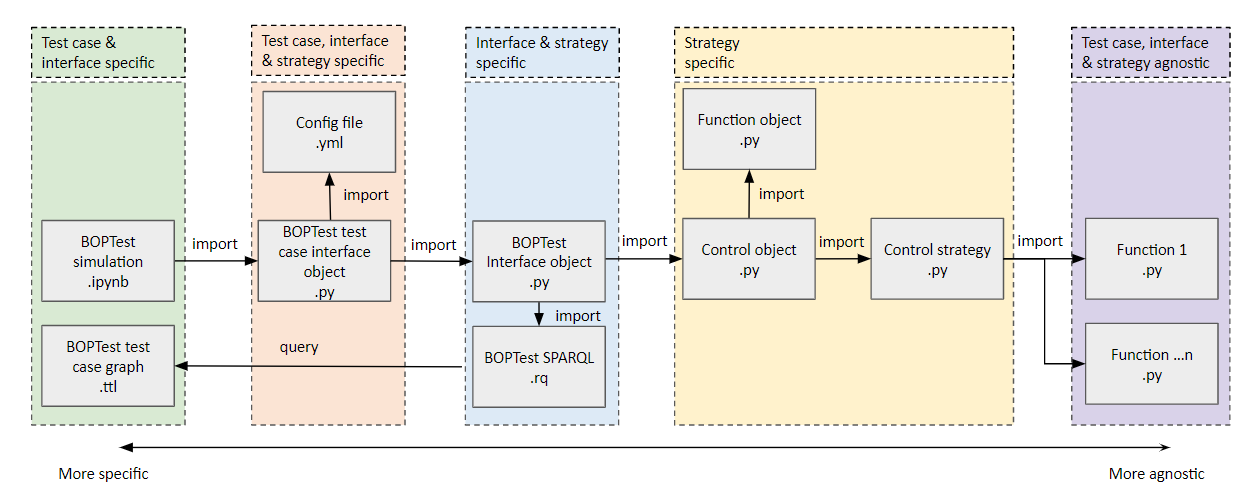 Test case &
interface specific
Test case, interface
& strategy specific
Interface & strategy
specific
Strategy
specific
Test case, interface
& strategy agnostic
Config file
.yml
Function object
.py
import
import
BOPTest
simulation
.ipynb
import
BOPTest test
case interface
object
.py
import
BOPTest
Interface object
.py
import
Control object
.py
import
Control strategy
.py
import
Function 1
.py
import
BOPTest test
case graph
.ttl
query
BOPTest SPARQL
.rq
Function ...n
.py
More specific
More agnostic